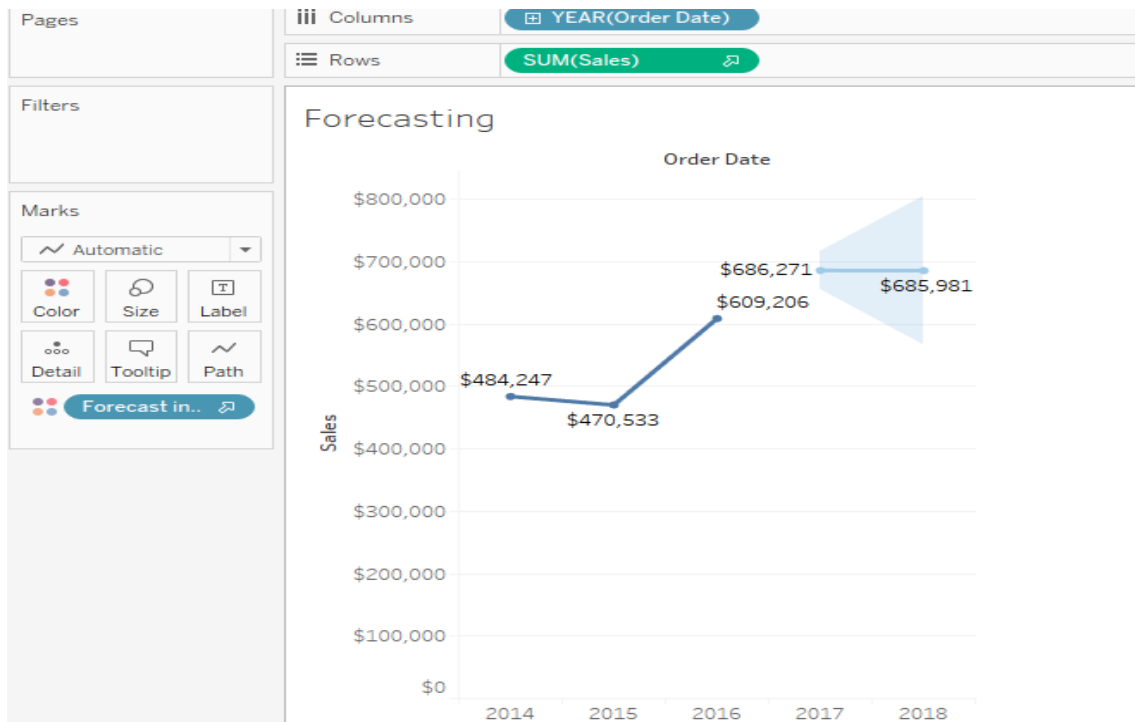 Pages
Columns
YEAR(Order Date)
Rows
SUM(Sales)
Filters
Marks
Automatic
Color Size Label
Detail Tooltip Path
Forecast in..
Forecasting
Order Date
Sales
$800,000
$700,000
$600,000
$500,000
$400,000
$300,000
$200,000
$100,000
$0
$484,247
$470,533
$609,206
$686,271
$685,981
2014 2015 2016 2017 2018